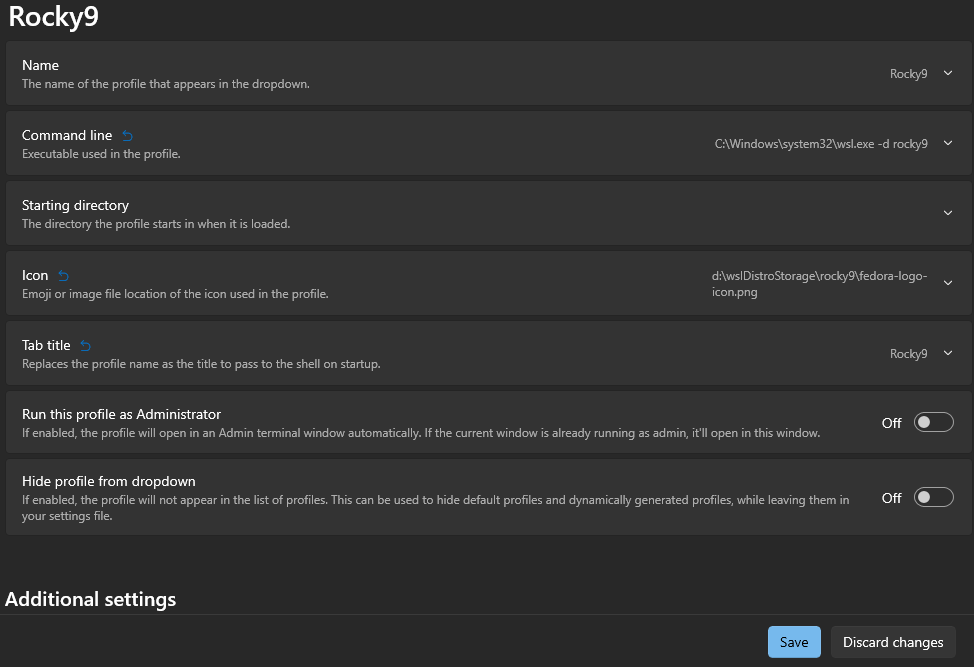 Rocky9
Name
The name of the profile that appears in the dropdown.
Rocky9
Command line
Executable used in the profile.
C:\Windows\system32\wsl.exe -d rocky9
Starting directory
The directory the profile starts in when it is loaded.
Icon
Emoji or image file location of the icon used in the profile.
d:\wslDistroStorage\rocky9\fedora-logo-
icon.png
Tab title
Replaces the profile name as the title to pass to the shell on startup.
Rocky9
Run this profile as Administrator
If enabled, the profile will open in an Admin terminal window automatically. If the current window is already running as admin, it'll open in this window.
Off
Hide profile from dropdown
If enabled, the profile will not appear in the list of profiles. This can be used to hide default profiles and dynamically generated profiles, while leaving them in
your settings file.
Off
Additional settings
Save
Discard changes